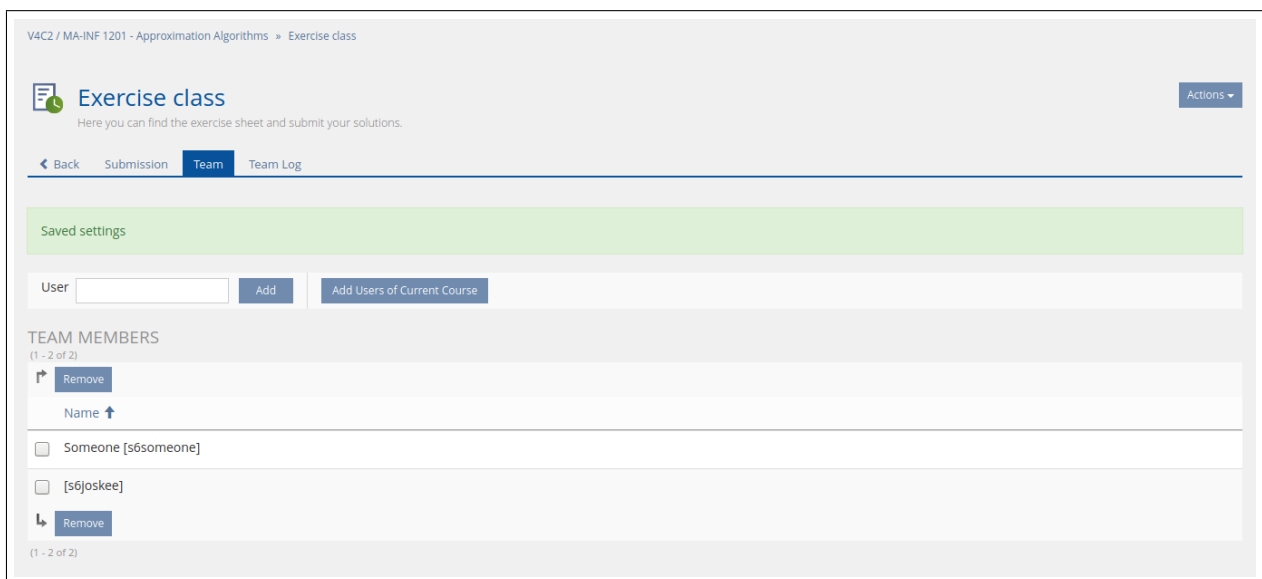 V4C2 / MA-INF 1201 - Approximation Algorithms » Exercise class
Exercise class
Actions
Here you can find the exercise sheet and submit your solutions.
Back Submission Team Team Log
Saved settings
User Add Add Users of Current Course
TEAM MEMBERS
(1 - 2 of 2)
Remove
Name
Someone [s6someone]
[s6joskee]
Remove
(1 - 2 of 2)